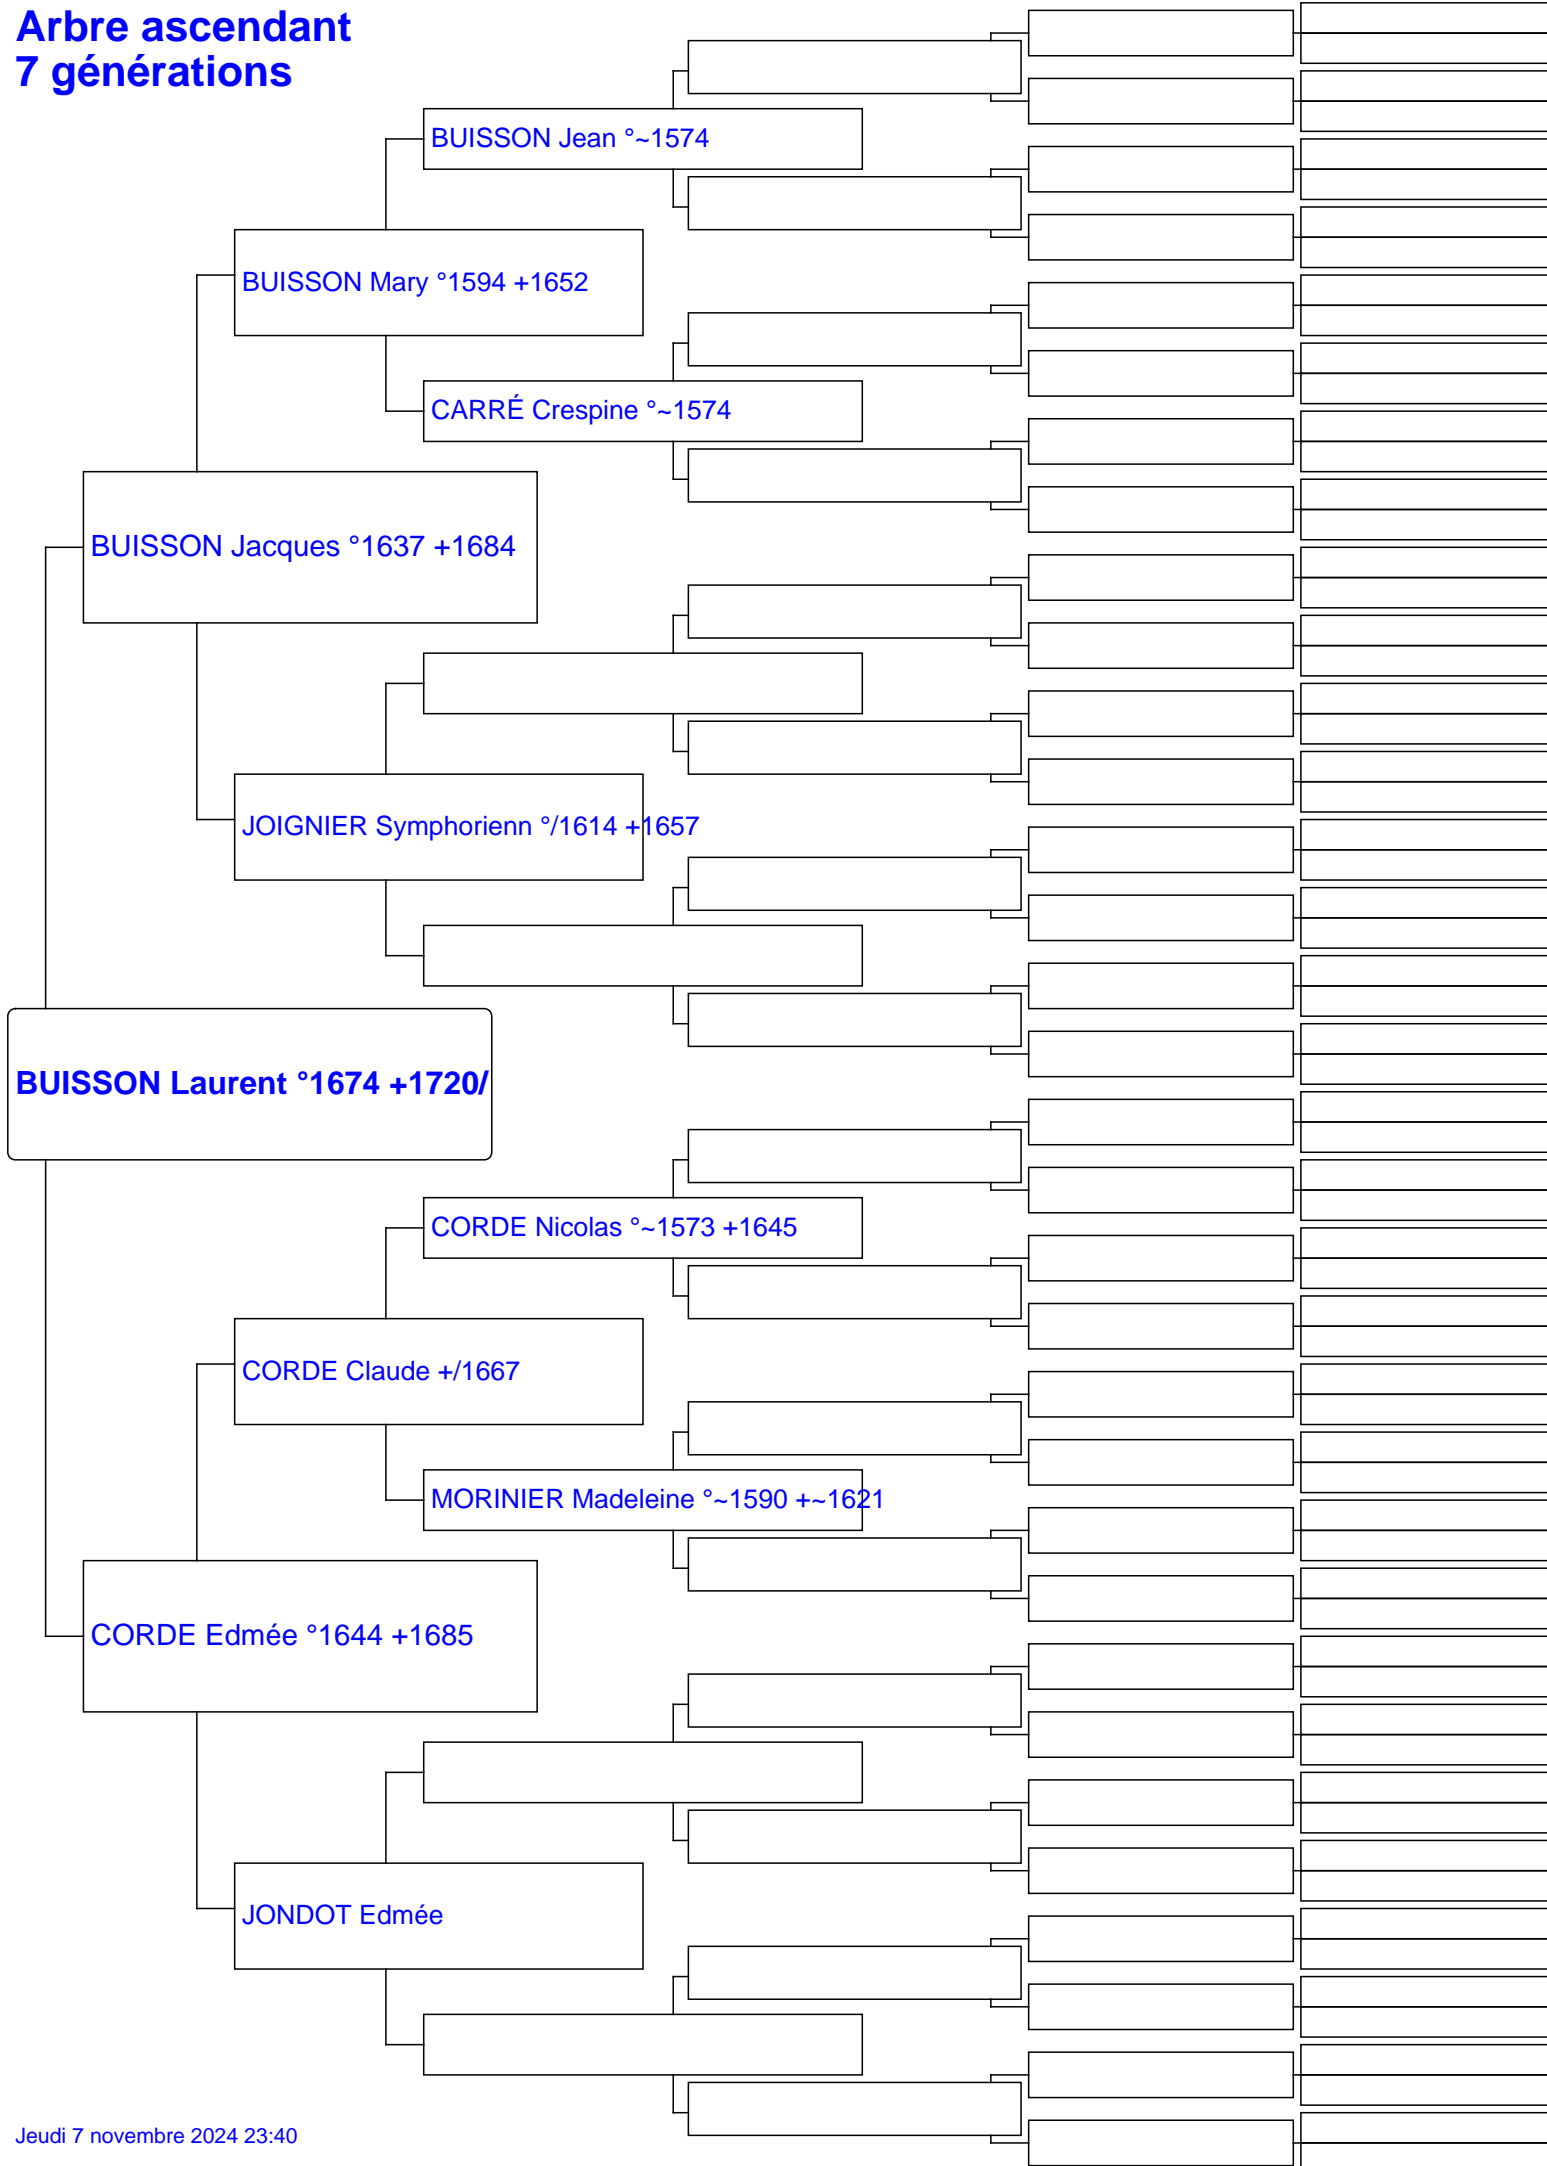 Arbre ascendant
7 générations
BUISSON Jean °~1574
BUISSON Mary °1594 +1652
CARRÉ Crespine °~1574
BUISSON Jacques °1637 +1684
JOIGNIER Symphorienn °/1614 +1657
BUISSON Laurent °1674 +1720/
CORDE Nicolas °~1573 +1645
CORDE Claude +/1667
MORINIER Madeleine °~1590 +~1621
CORDE Edmée °1644 +1685
JONDOT Edmée
Jeudi 7 novembre 2024 23:40